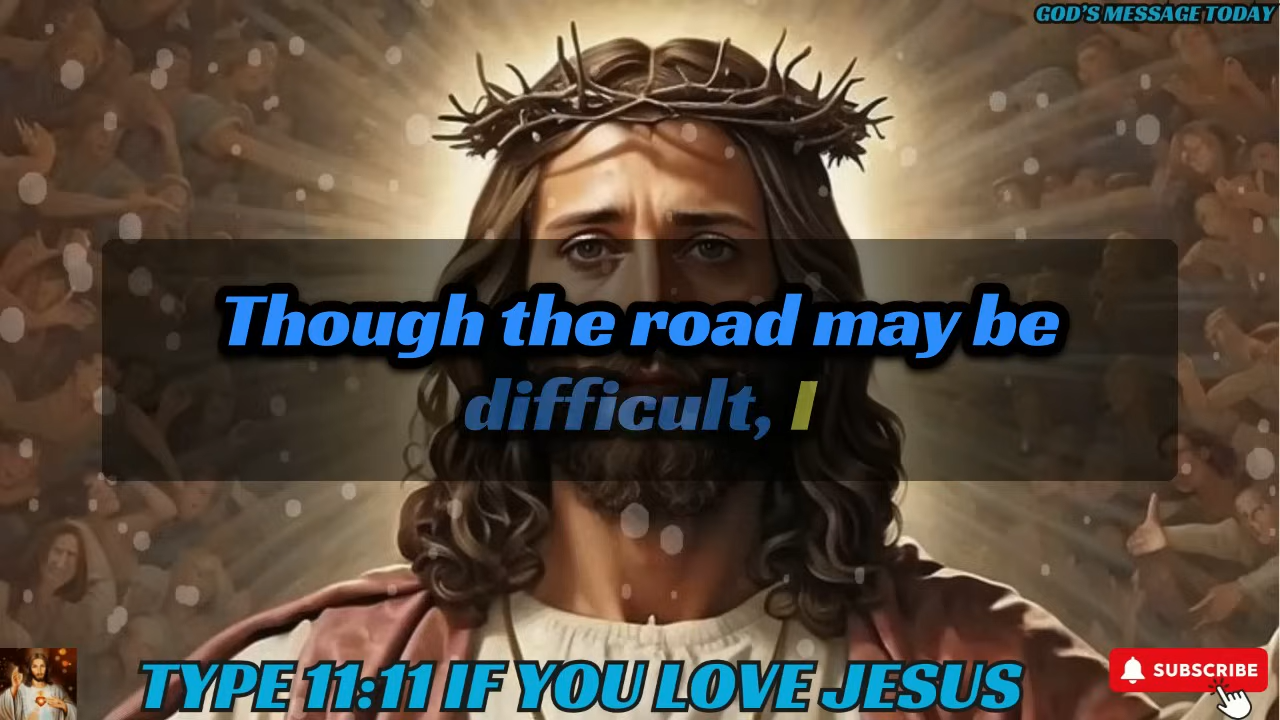 GOD'S MESSAGE TODAY
Though the road may be
difficult, I
TYPE 11:11 IF YOU LOVE JESUS
SUBSCRIBE